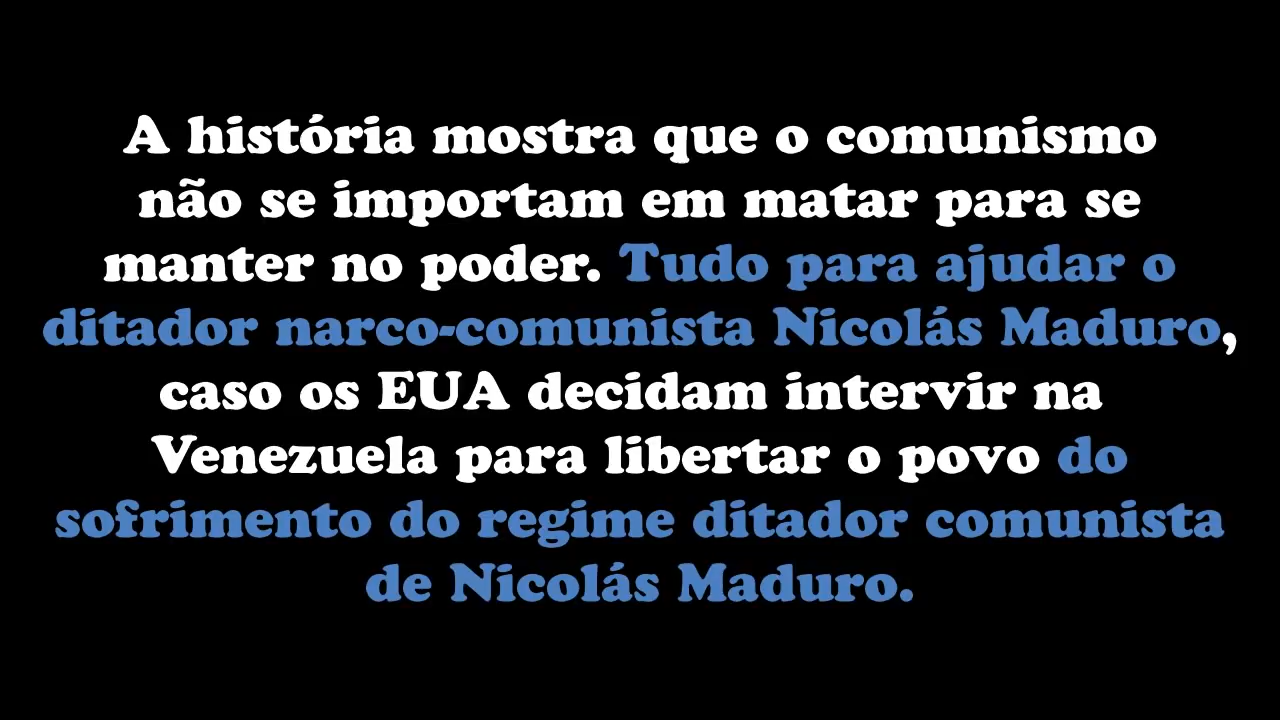 A história mostra que o comunismo
não se importam em matar para se
manter no poder. Tudo para ajudar o
ditador narco-comunista Nicolás Maduro,
caso os EUA decidam intervir na
Venezuela para libertar o povo do
sofrimento do regime ditador comunista
de Nicolás Maduro.